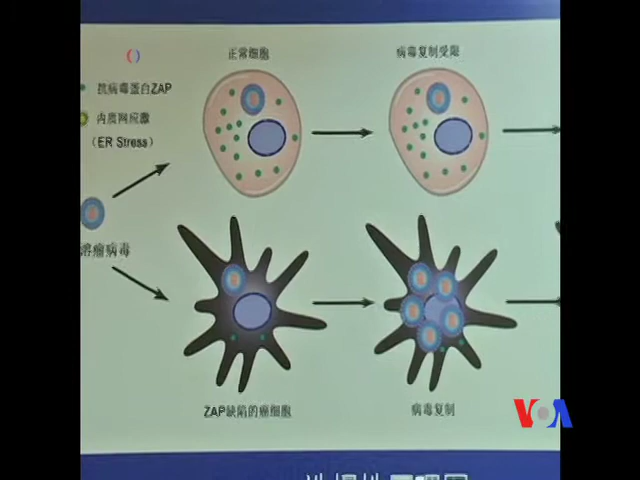 正常细胞
病毒复制受限
抗病毒蛋白ZAP
内质网应激
(ER Stress)
溶瘤病毒
ZAP缺陷的癌细胞
病毒复制
VOA